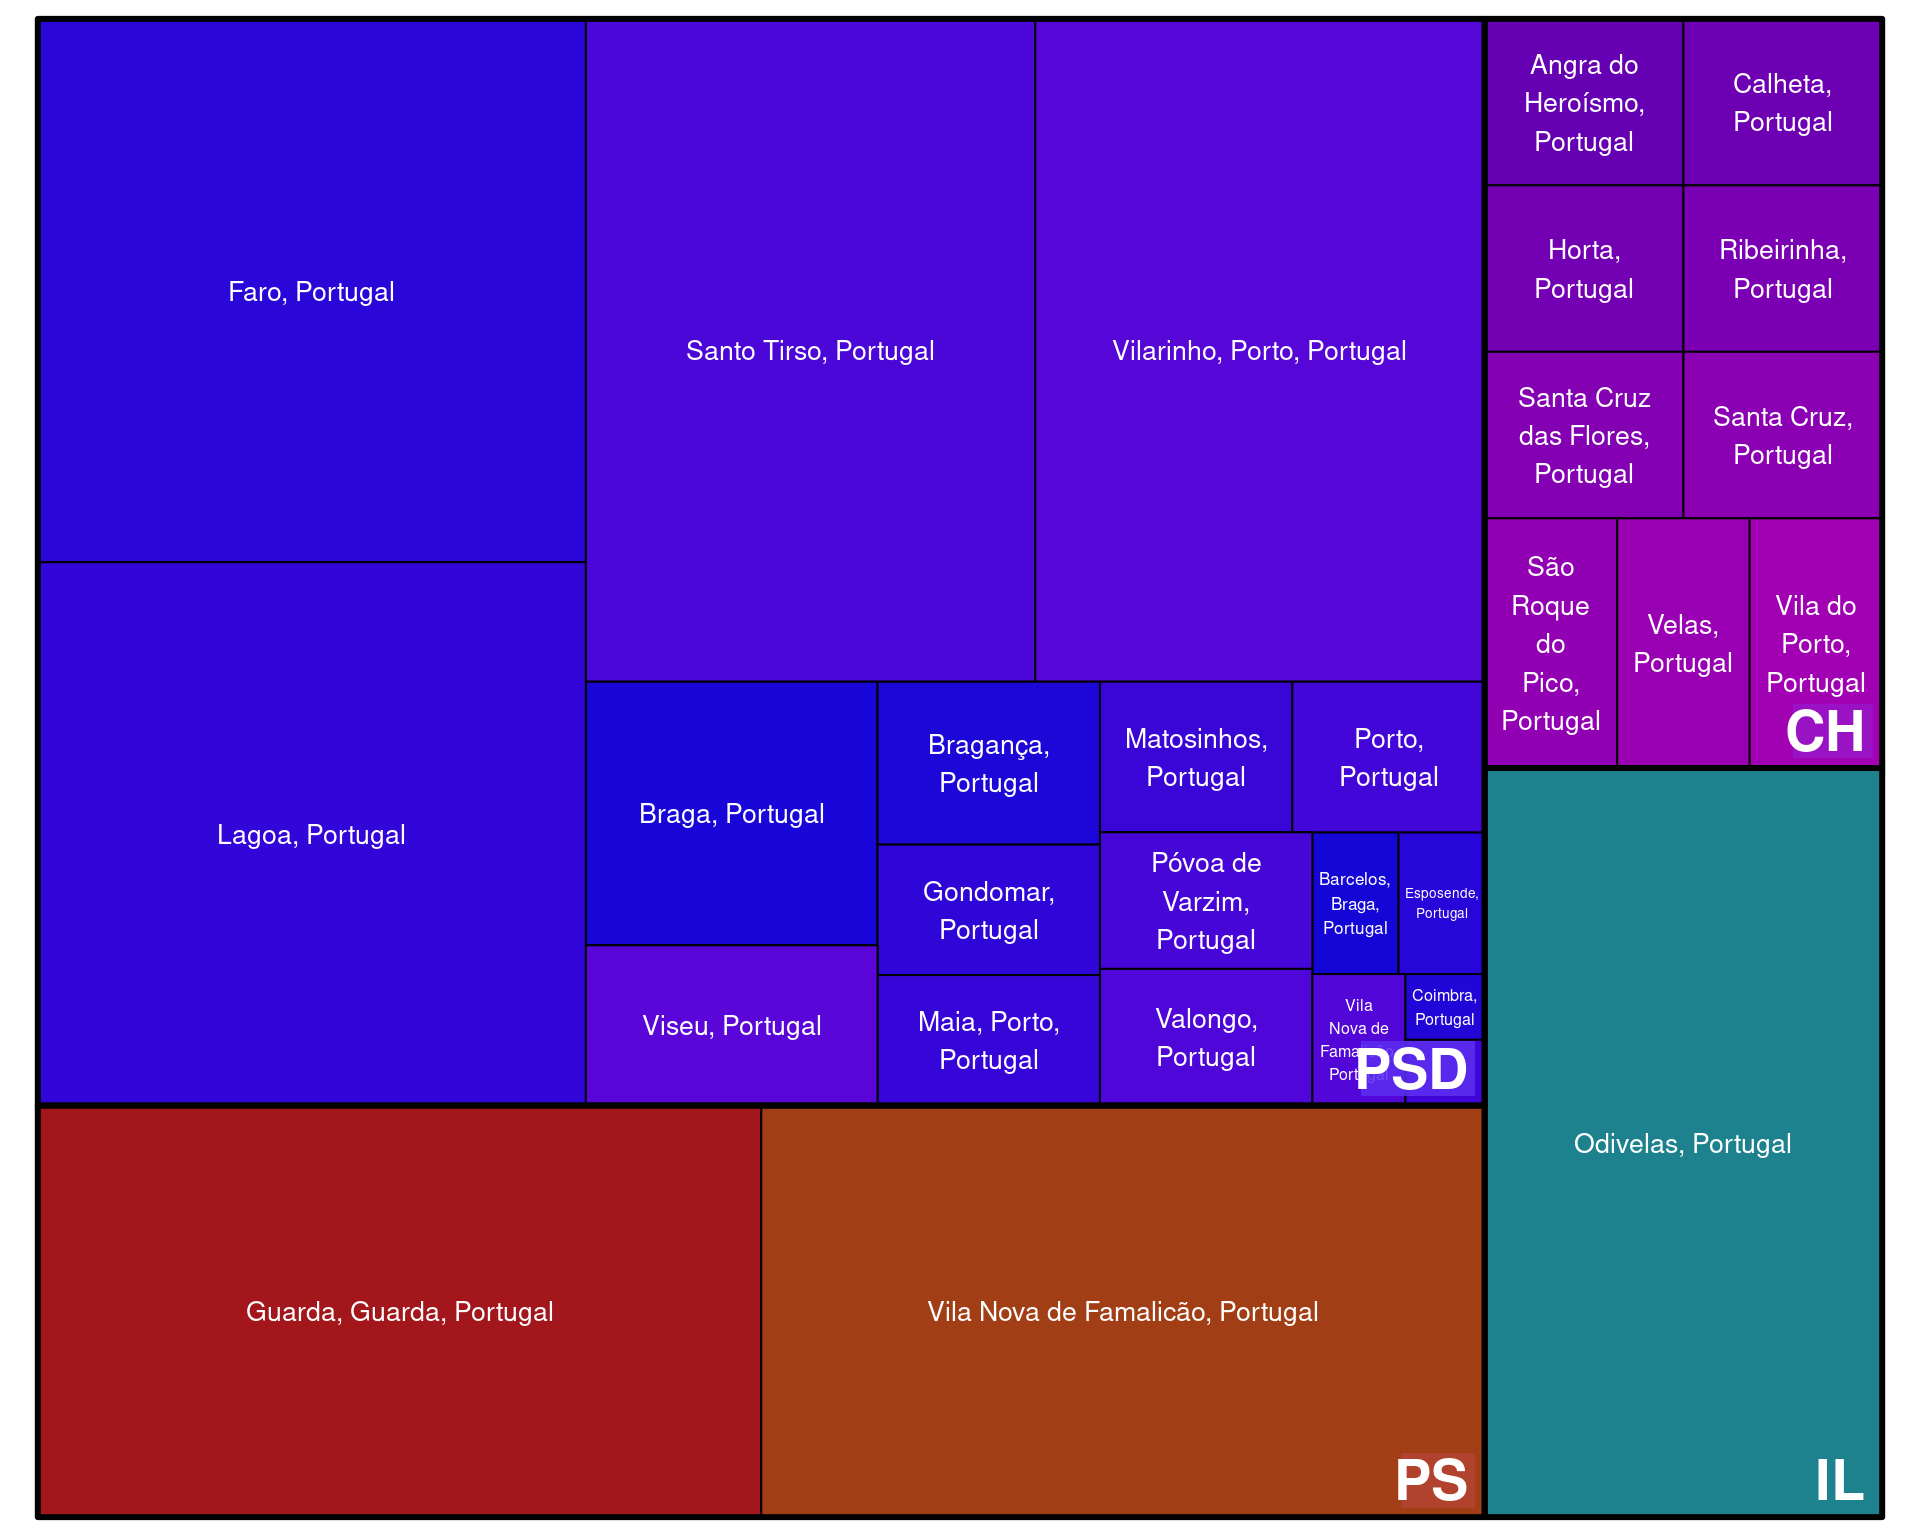 Faro, Portugal
Lagoa, Portugal
Santo Tirso, Portugal
Vilarinho, Porto, Portugal
Braga, Portugal
Viseu, Portugal
Bragança,
Portugal
Gondomar,
Portugal
Maia, Porto,
Portugal
Matosinhos,
Portugal
Porto,
Portugal
Póvoa de
Varzim,
Portugal
Valongo,
Portugal
Barcelos,
Braga,
Portugal
Esposende,
Portugal
Vila
Nova de
Coimbra,
Portugal
PSD
Angra do
Heroísmo,
Portugal
Calheta,
Portugal
Horta,
Portugal
Ribeirinha,
Portugal
Santa Cruz
das Flores,
Portugal
Santa Cruz,
Portugal
São
Roque
do
Pico,
Portugal
Velas,
Portugal
Vila do
Porto,
Portugal
CH
Guarda, Guarda, Portugal
Vila Nova de Famalicão, Portugal
PS
Odivelas, Portugal
IL